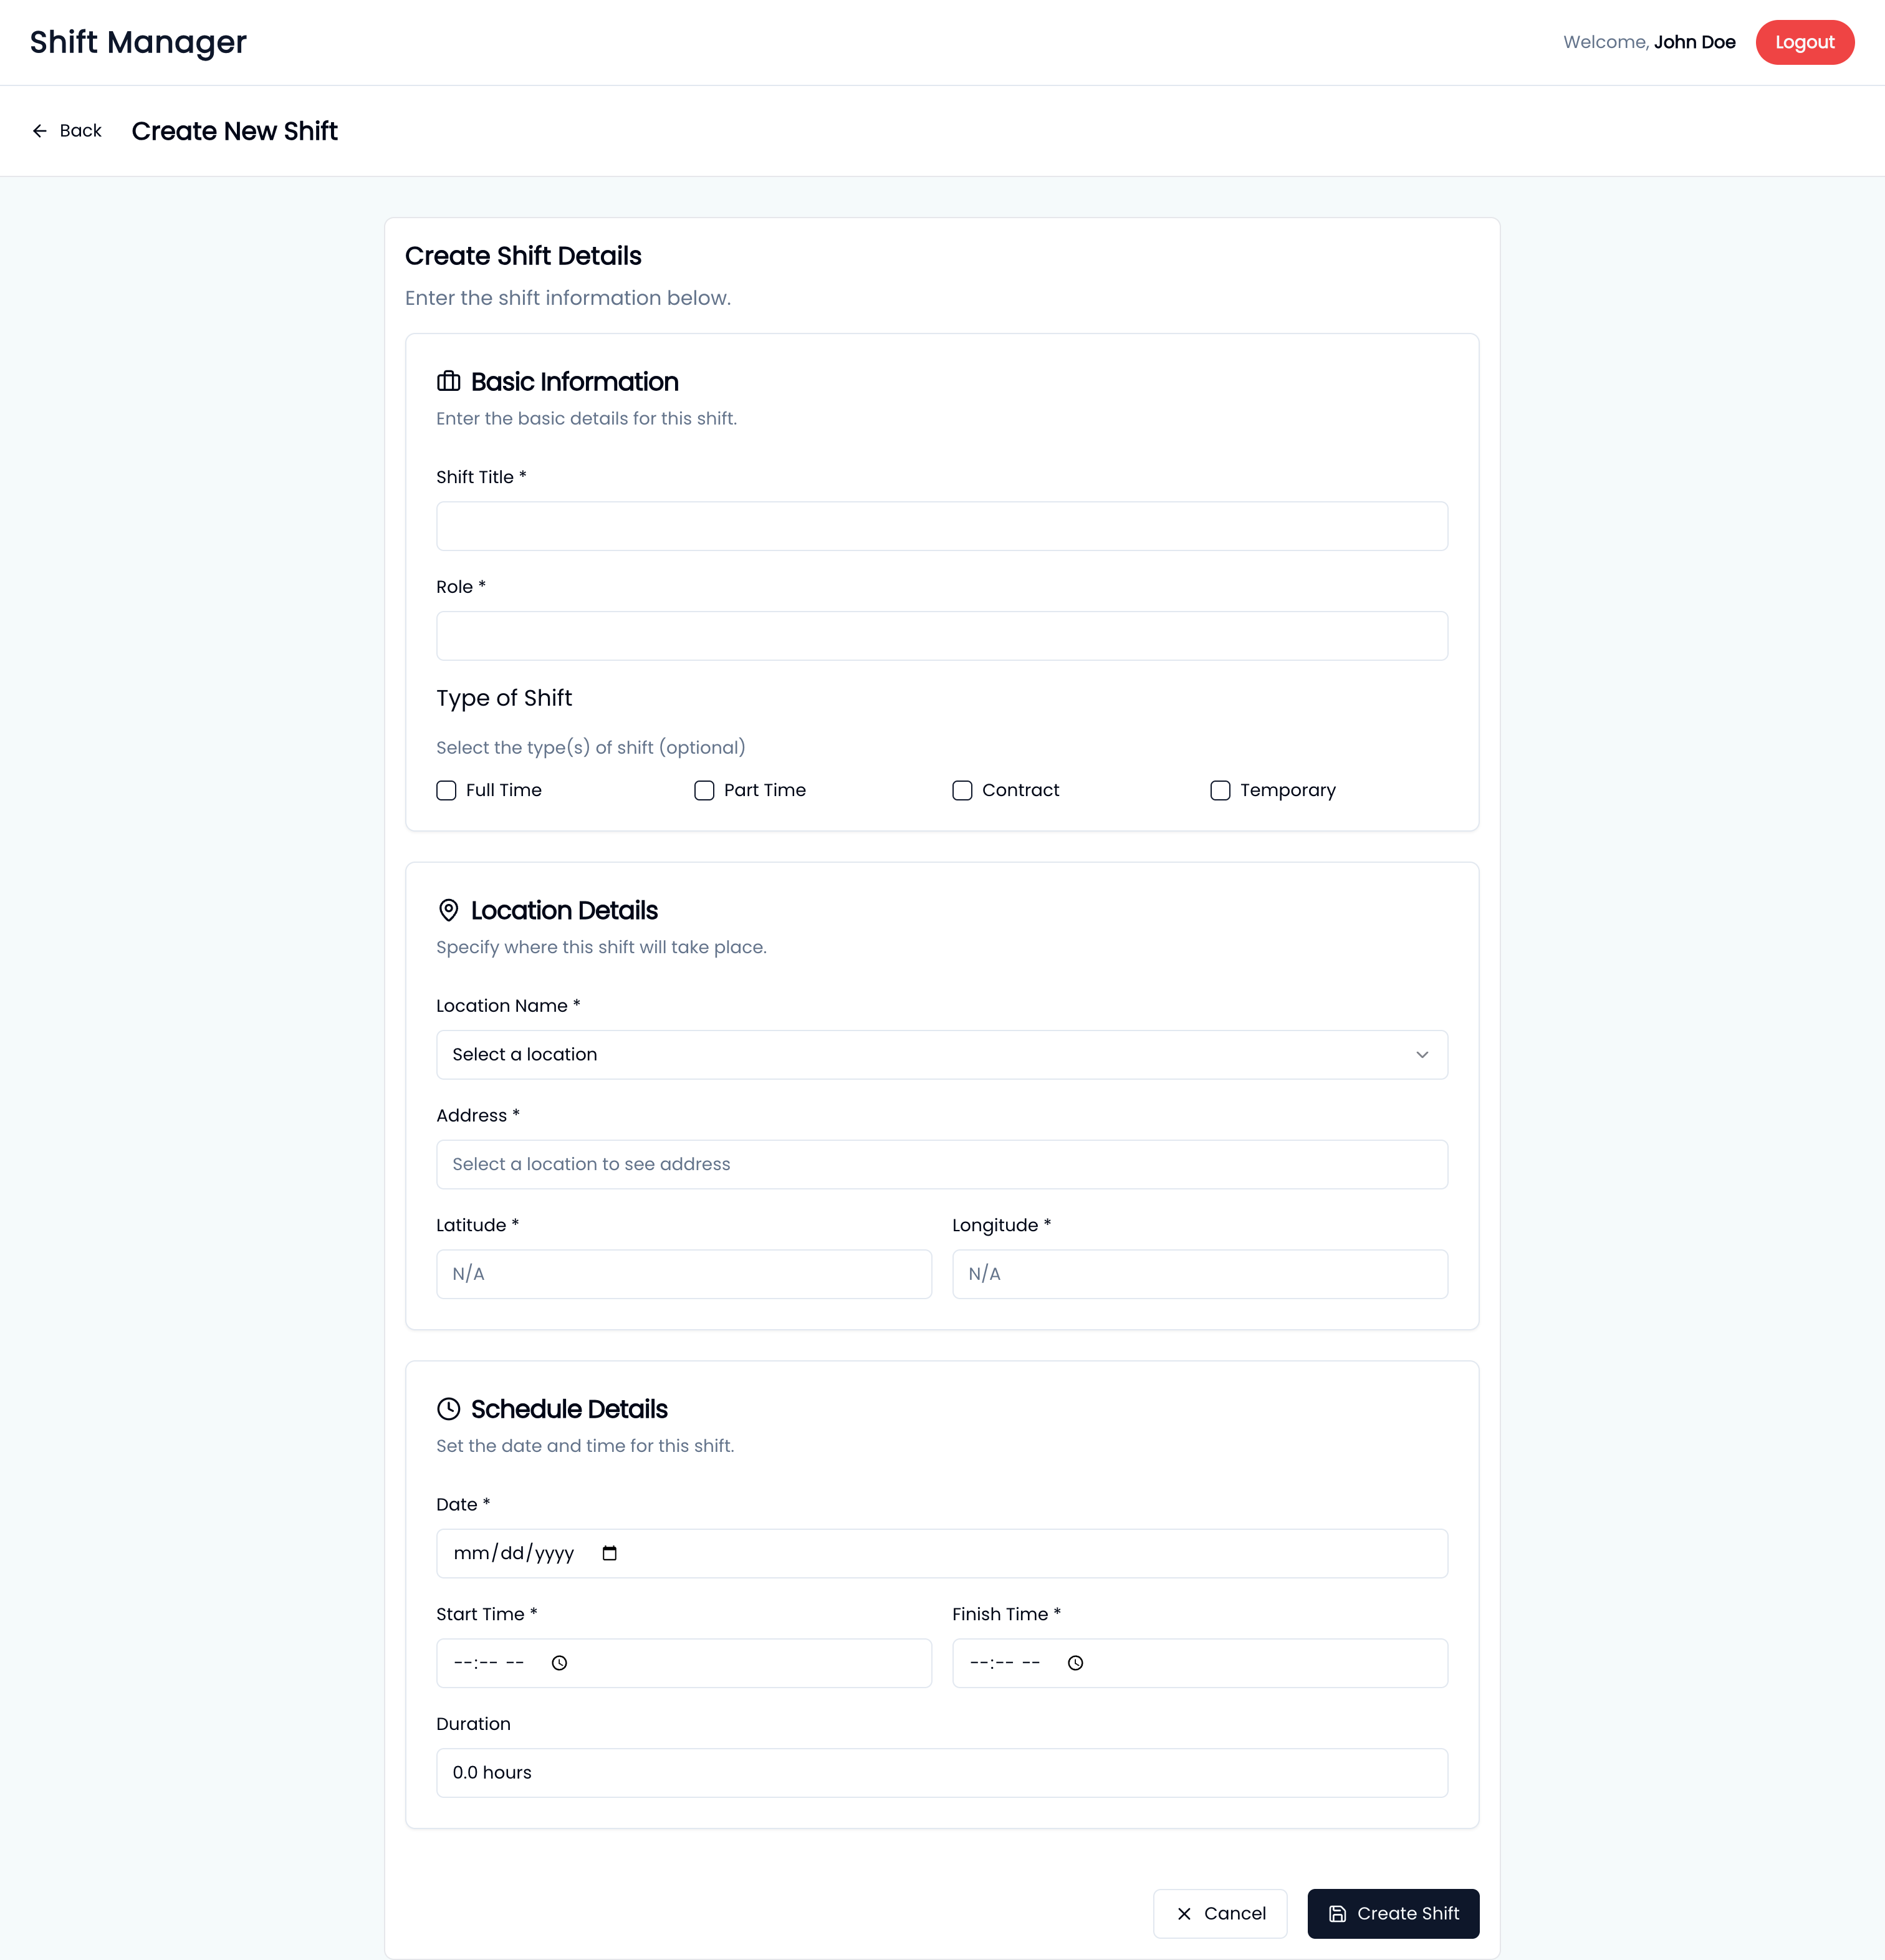 Shift Manager
Welcome, John Doe
Logout
Back
Create New Shift
Create Shift Details
Enter the shift information below.
Basic Information
Enter the basic details for this shift.
Shift Title *
Role *
Type of Shift
Select the type(s) of shift (optional)
Full Time
Part Time
Contract
Temporary
Location Details
Specify where this shift will take place.
Location Name *
Select a location
Address *
Select a location to see address
Latitude *
Longitude *
N/A
N/A
Schedule Details
Set the date and time for this shift.
Date *
mm/dd/yyyy
Start Time *
Finish Time *
--:-- --
--:-- --
Duration
0.0 hours
Cancel
Create Shift